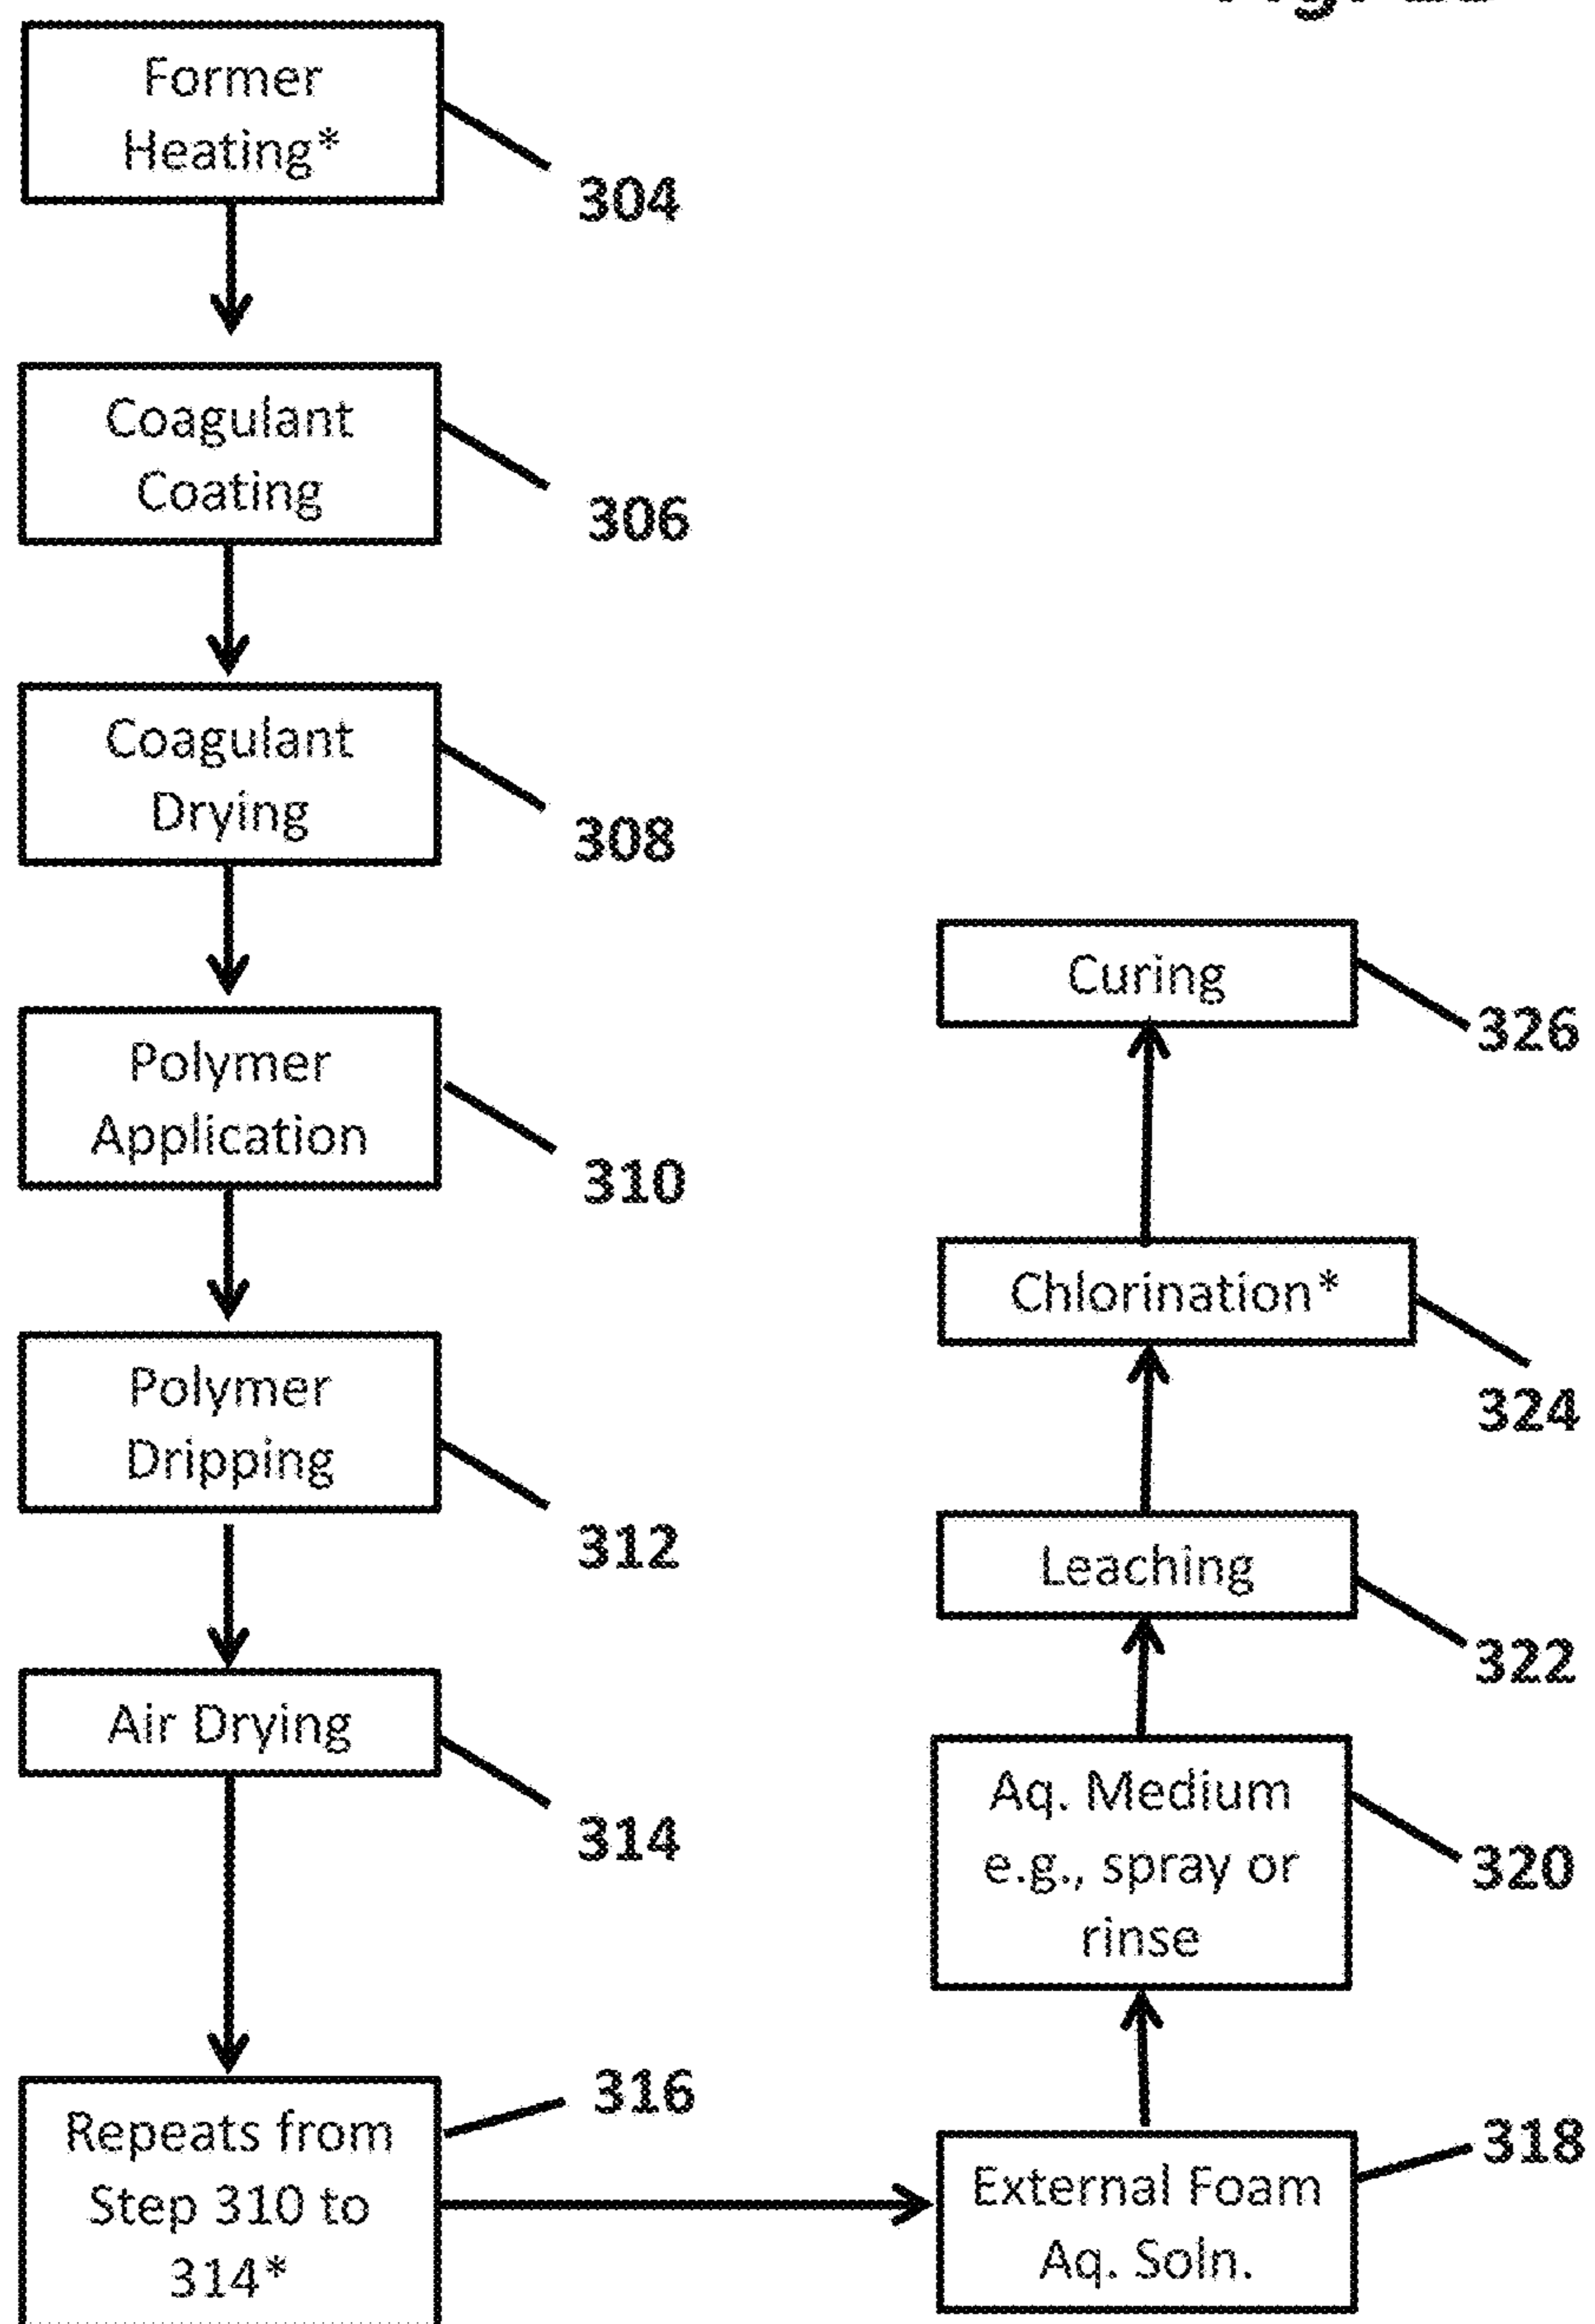 Former
Heating*
304
Coagulant
Coating
306
Coagulant
Drying
308
Polymer
Application
310
Polymer
Dripping
312
Air Drying
314
Repeats from
Step 310 to
314*
316
External Foam
Aq. Soln.
318
Aq. Medium
e.g., spray or
rinse
320
Leaching
322
Chlorination*
324
Curing
326